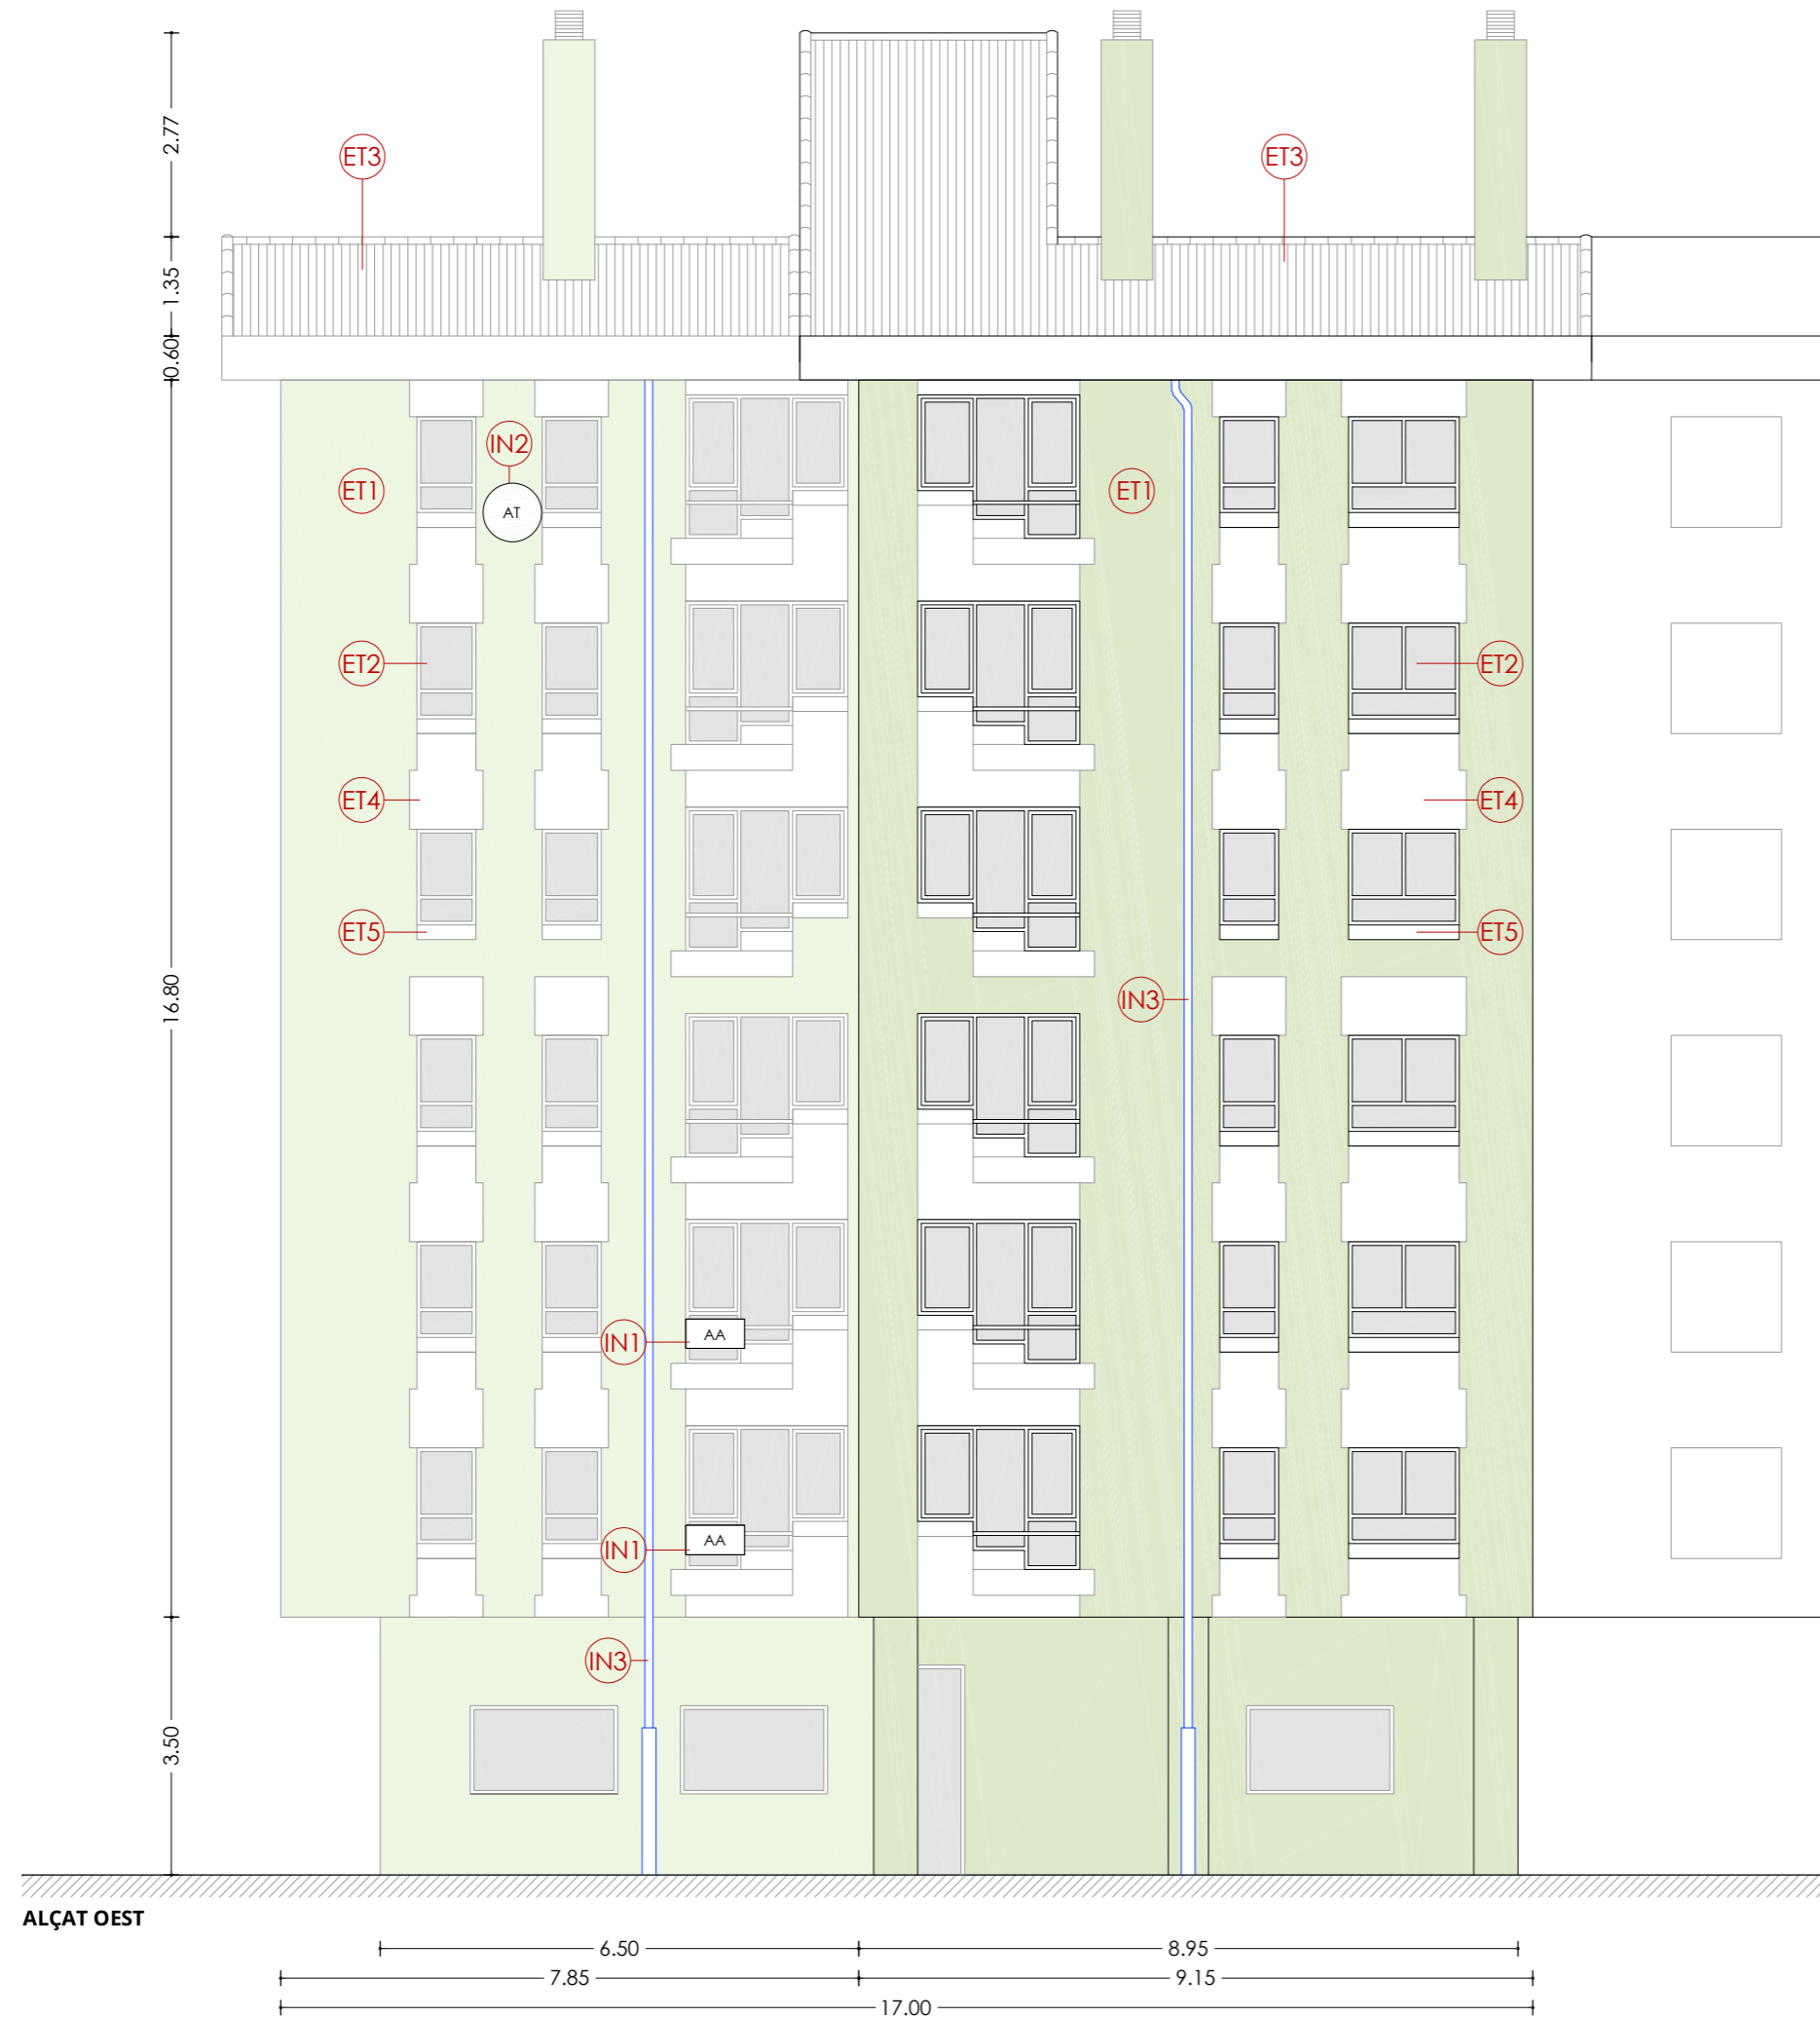 2.77
ET3
ET3
1.35
0.60
IN2
ET1
AT
ET1
ET2
ET2
ET4
ET4
ET5
ET5
16.80
IN3
IN1
AA
IN1
AA
IN3
3.50
ALÇAT OEST
6.50
8.95
7.85
9.15
17.00